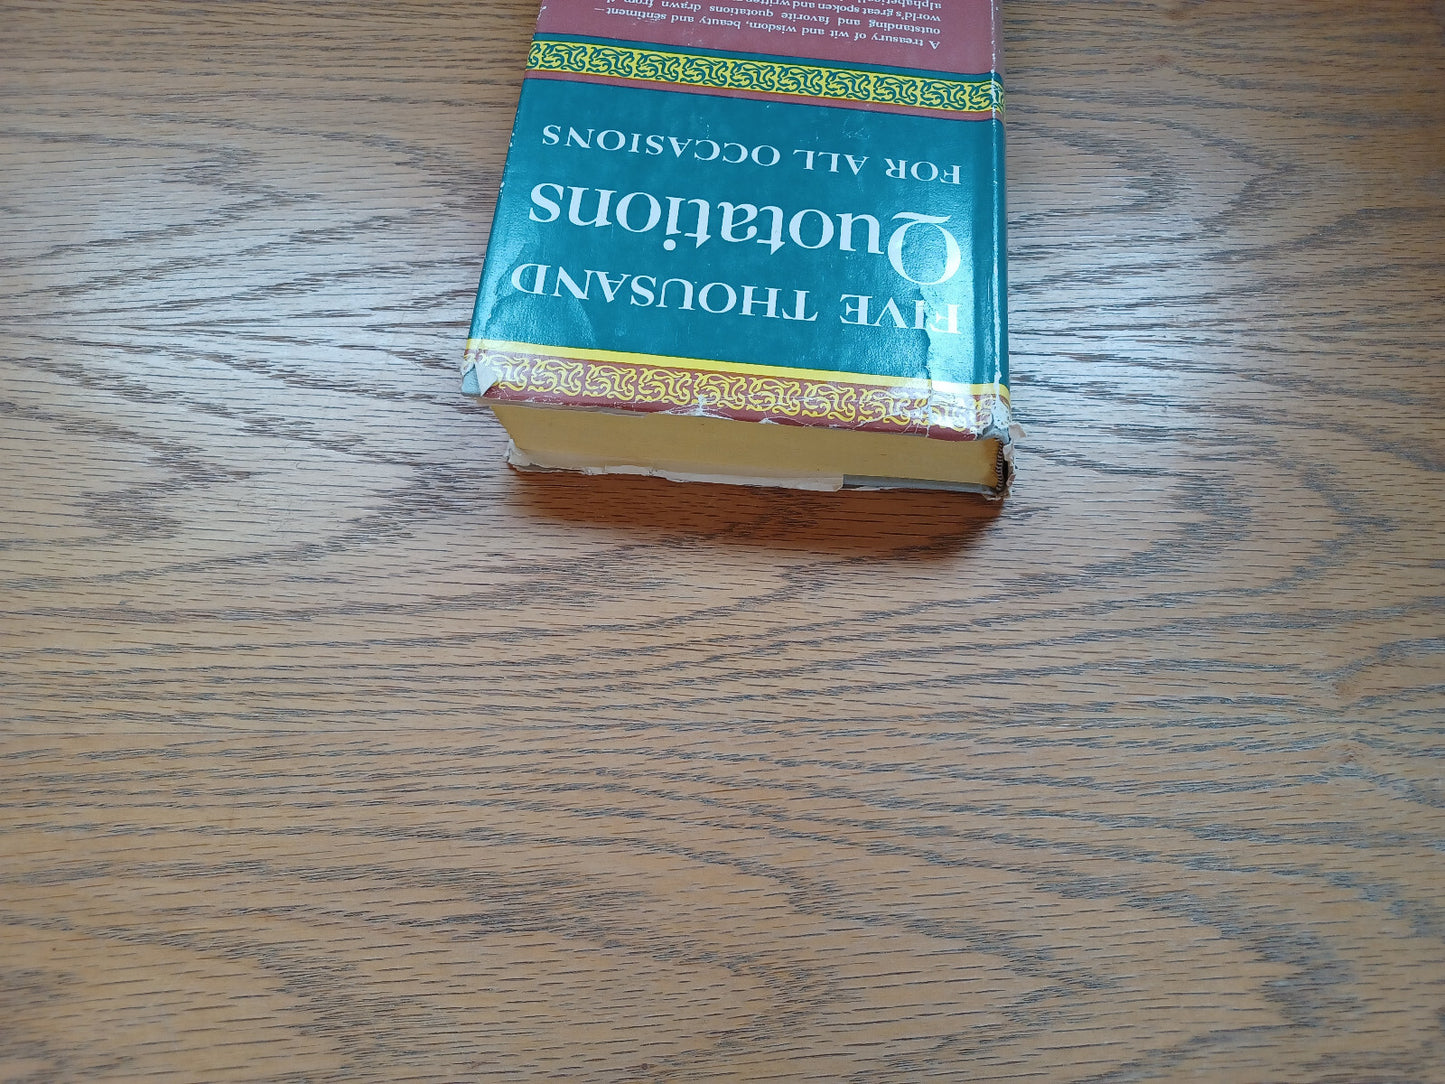 FIVE THOUSAND
Quotations
FOR ALL OCCASIONS
A treasury of wit and wisdom, beauty and sentiment—
outstanding and favorite quotations drawn from
world's great spoken and written